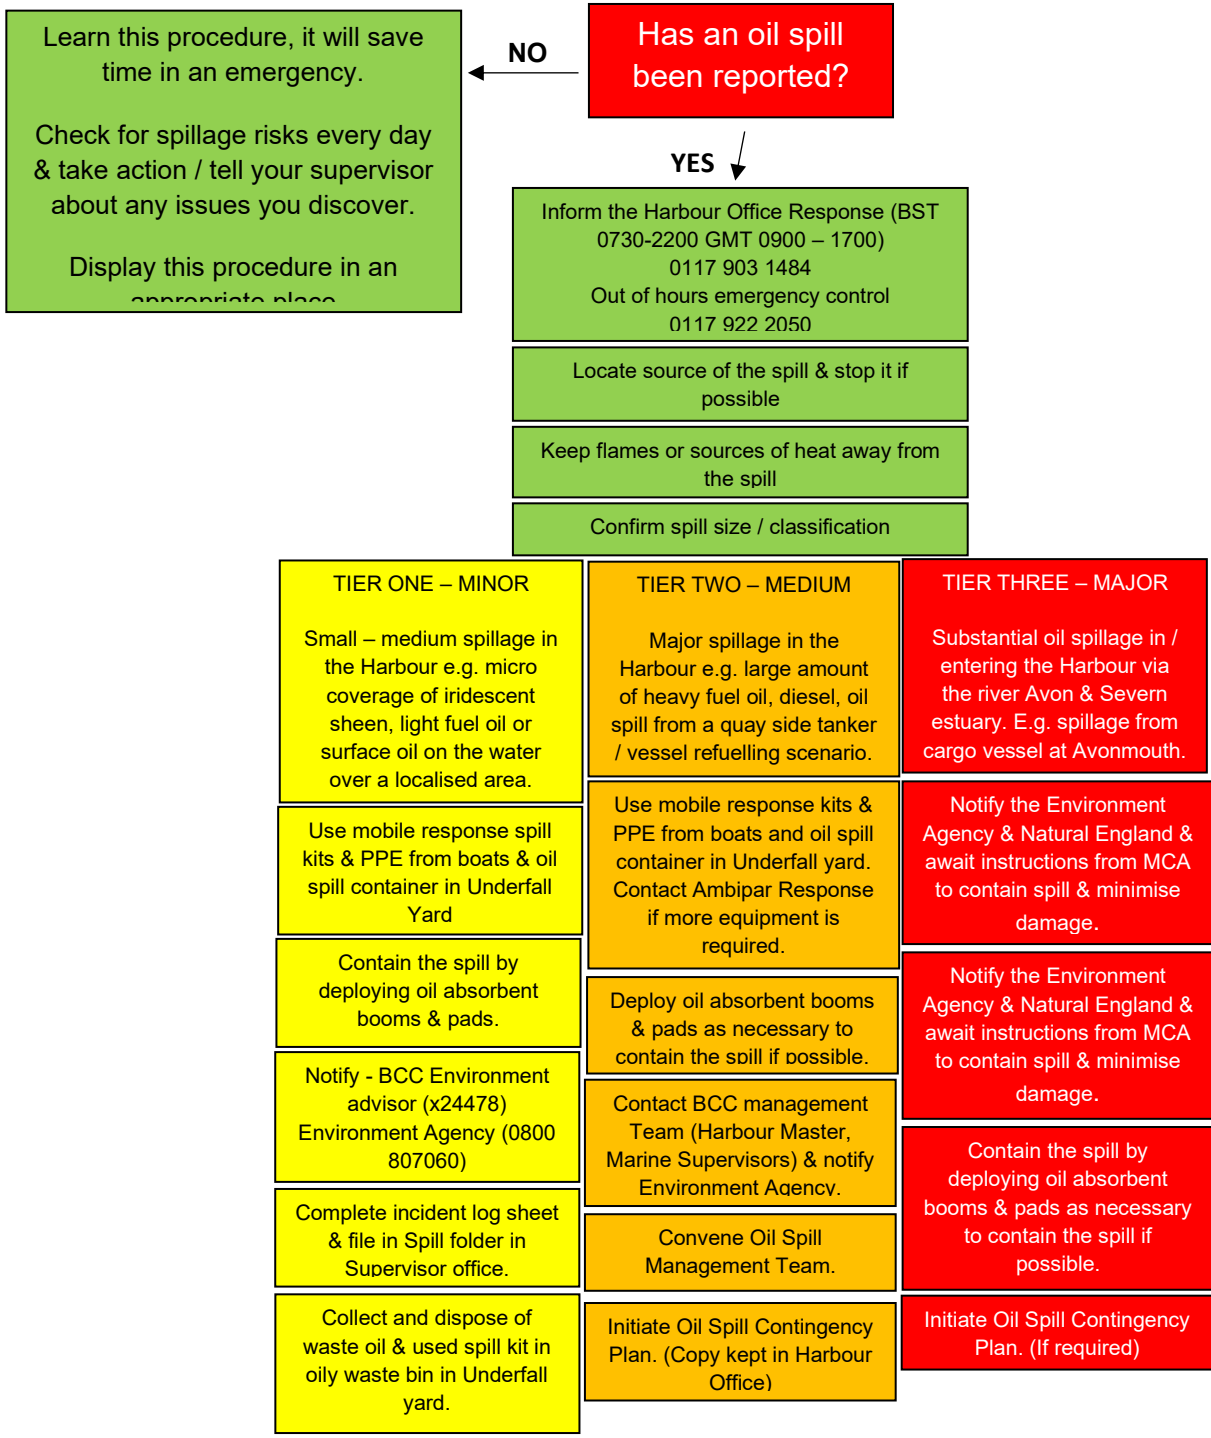 Learn this procedure, it will save
time in an emergency.
Check for spillage risks every day
& take action / tell your supervisor
about any issues you discover.
Display this procedure in an
appropriate place
NO
Has an oil spill
been reported?
YES
Inform the Harbour Office Response (BST
0730-2200 GMT 0900 – 1700)
0117 903 1484
Out of hours emergency control
0117 922 2050
Locate source of the spill & stop it if
possible
Keep flames or sources of heat away from
the spill
Confirm spill size / classification
TIER ONE – MINOR
Small – medium spillage in
the Harbour e.g. micro
coverage of iridescent
sheen, light fuel oil or
surface oil on the water
over a localised area.
Use mobile response spill
kits & PPE from boats & oil
spill container in Underfall
Yard
Contain the spill by
deploying oil absorbent
booms & pads.
Notify - BCC Environment
advisor (x24478)
Environment Agency (0800
807060)
Complete incident log sheet
& file in Spill folder in
Supervisor office.
Collect and dispose of
waste oil & used spill kit in
oily waste bin in Underfall
yard.
TIER TWO – MEDIUM
Major spillage in the
Harbour e.g. large amount
of heavy fuel oil, diesel, oil
spill from a quay side tanker
/ vessel refuelling scenario.
Use mobile response kits &
PPE from boats and oil spill
container in Underfall yard.
Contact Ambipar Response
if more equipment is
required.
Deploy oil absorbent booms
& pads as necessary to
contain the spill if possible.
Contact BCC management
Team (Harbour Master,
Marine Supervisors) & notify
Environment Agency.
Convene Oil Spill
Management Team.
Initiate Oil Spill Contingency
Plan. (Copy kept in Harbour
Office)
TIER THREE – MAJOR
Substantial oil spillage in /
entering the Harbour via
the river Avon & Severn
estuary. E.g. spillage from
cargo vessel at Avonmouth.
Notify the Environment
Agency & Natural England &
await instructions from MCA
to contain spill & minimise
damage.
Notify the Environment
Agency & Natural England &
await instructions from MCA
to contain spill & minimise
damage.
Contain the spill by
deploying oil absorbent
booms & pads as necessary
to contain the spill if
possible.
Initiate Oil Spill Contingency
Plan. (If required)